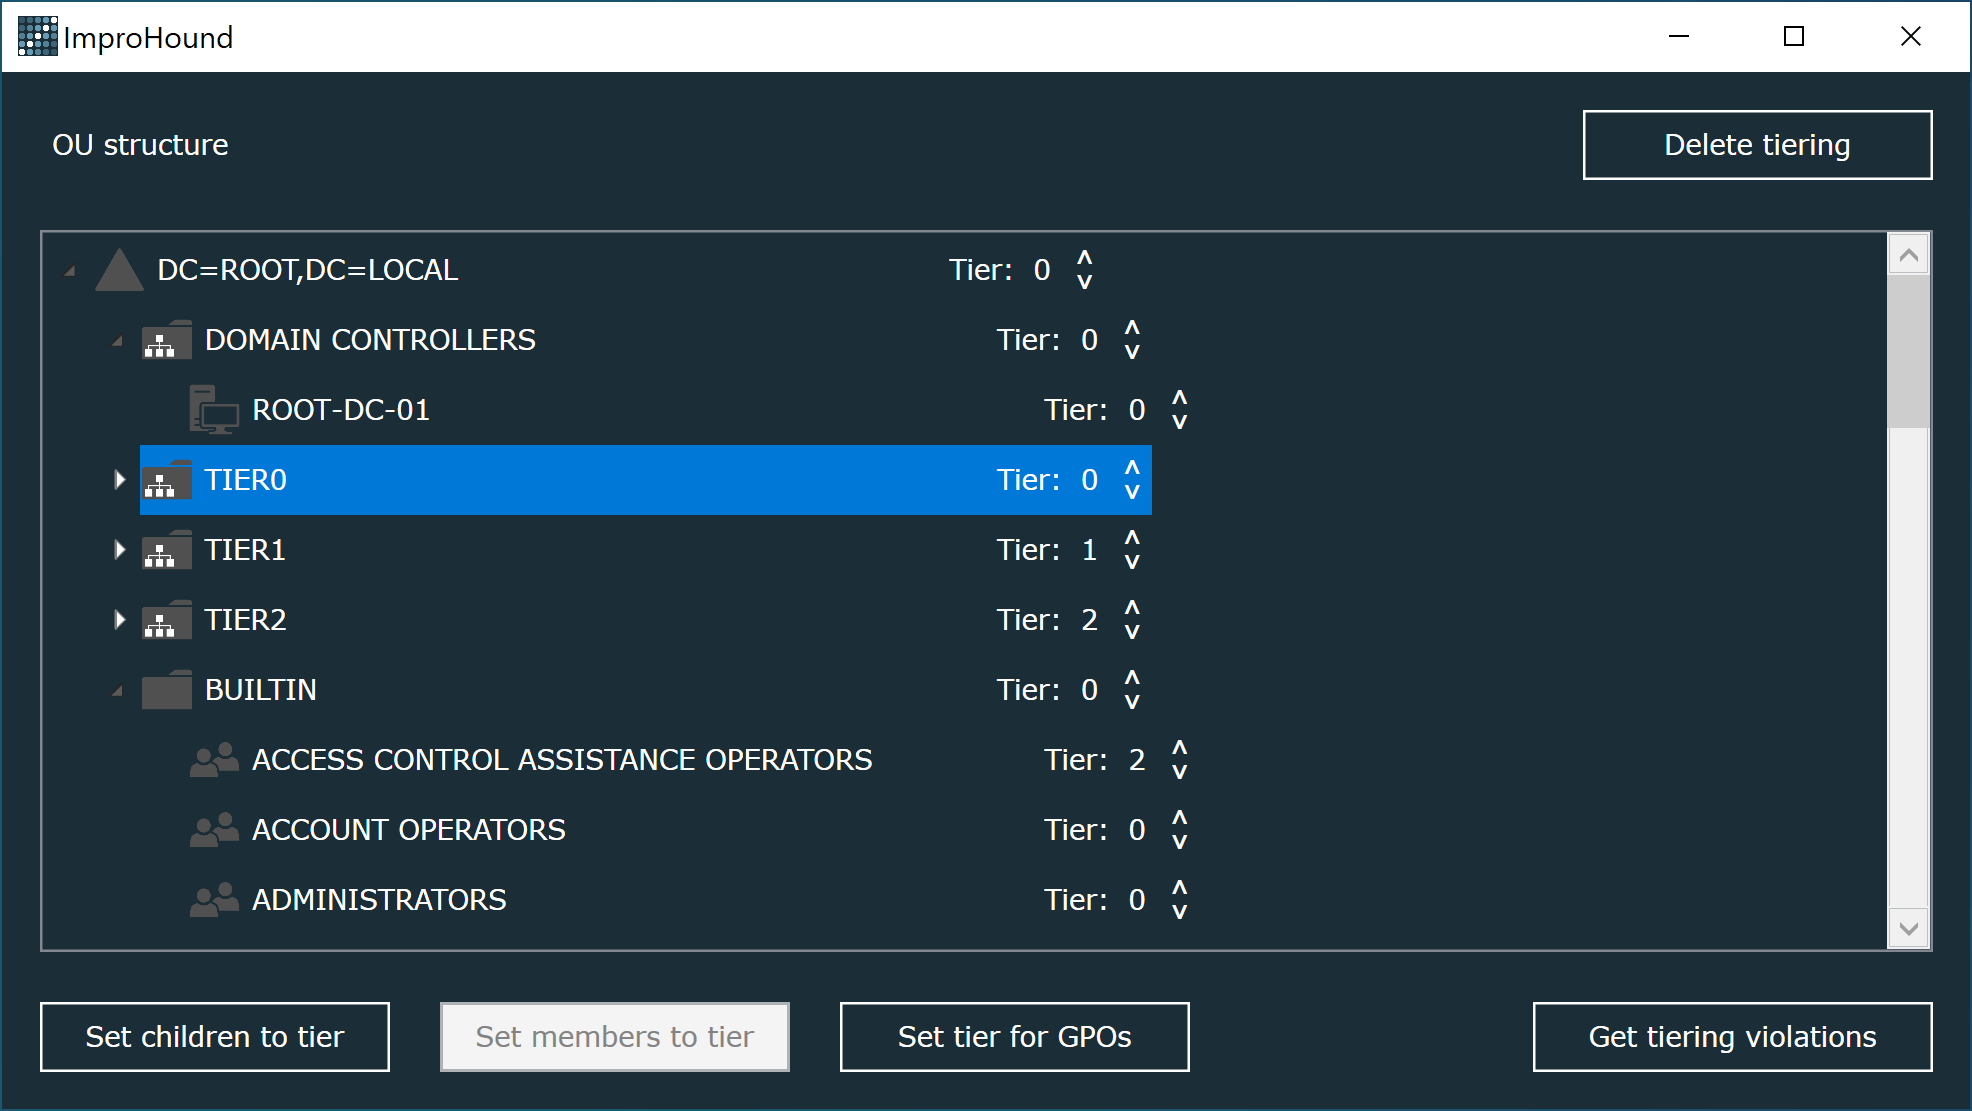 ImproHound
OU structure
Delete tiering
DC=ROOT,DC=LOCAL Tier: 0
DOMAIN CONTROLLERS Tier: 0
ROOT-DC-01 Tier: 0
TIER0 Tier: 0
TIER1 Tier: 1
TIER2 Tier: 2
BUILTIN Tier: 0
ACCESS CONTROL ASSISTANCE OPERATORS Tier: 2
ACCOUNT OPERATORS Tier: 0
ADMINISTRATORS Tier: 0
Set children to tier
Set members to tier
Set tier for GPOs
Get tiering violations